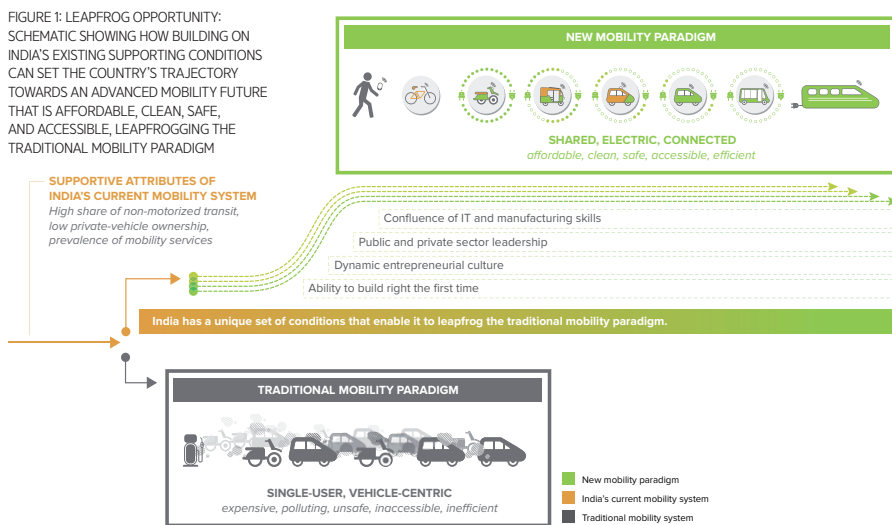 FIGURE 1: LEAPFROG OPPORTUNITY:
SCHEMATIC SHOWING HOW BUILDING ON
INDIA'S EXISTING SUPPORTING CONDITIONS
CAN SET THE COUNTRY'S TRAJECTORY
TOWARDS AN ADVANCED MOBILITY FUTURE
THAT IS AFFORDABLE, CLEAN, SAFE,
AND ACCESSIBLE, LEAPFROGGING THE
TRADITIONAL MOBILITY PARADIGM
NEW MOBILITY PARADIGM
SHARED, ELECTRIC, CONNECTED
affordable, clean, safe, accessible, efficient
SUPPORTIVE ATTRIBUTES OF
INDIA'S CURRENT MOBILITY SYSTEM
High share of non-motorized transit,
low private-vehicle ownership,
prevalence of mobility services
Confluence of IT and manufacturing skills
Public and private sector leadership
Dynamic entrepreneurial culture
Ability to build right the first time
India has a unique set of conditions that enable it to leapfrog the traditional mobility paradigm.
TRADITIONAL MOBILITY PARADIGM
SINGLE-USER, VEHICLE-CENTRIC
expensive, polluting, unsafe, inaccessible, inefficient
New mobility paradigm
India's current mobility system
Traditional mobility system